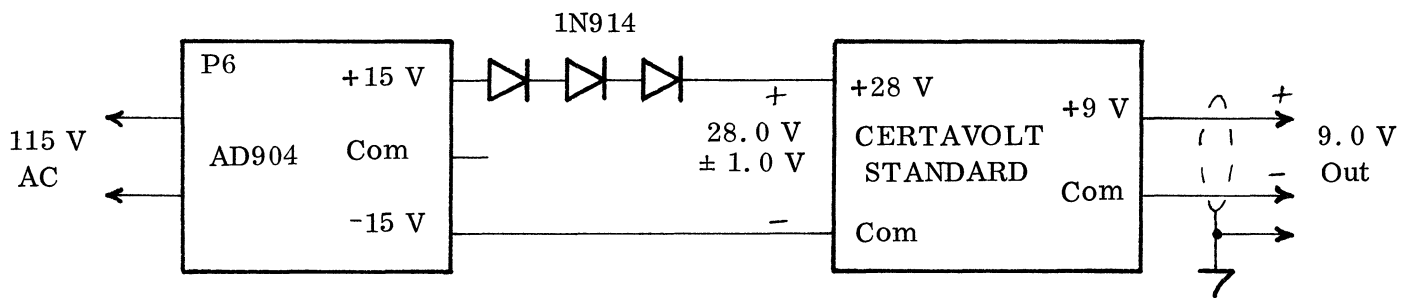 1N914
P6
+15 V
+28 V
+
+9 V
+
115 V
AC
AD904
Com
28.0 V
± 1.0 V
CERTAVOLT
STANDARD
9.0 V
Out
-15 V
-
Com
Com
-